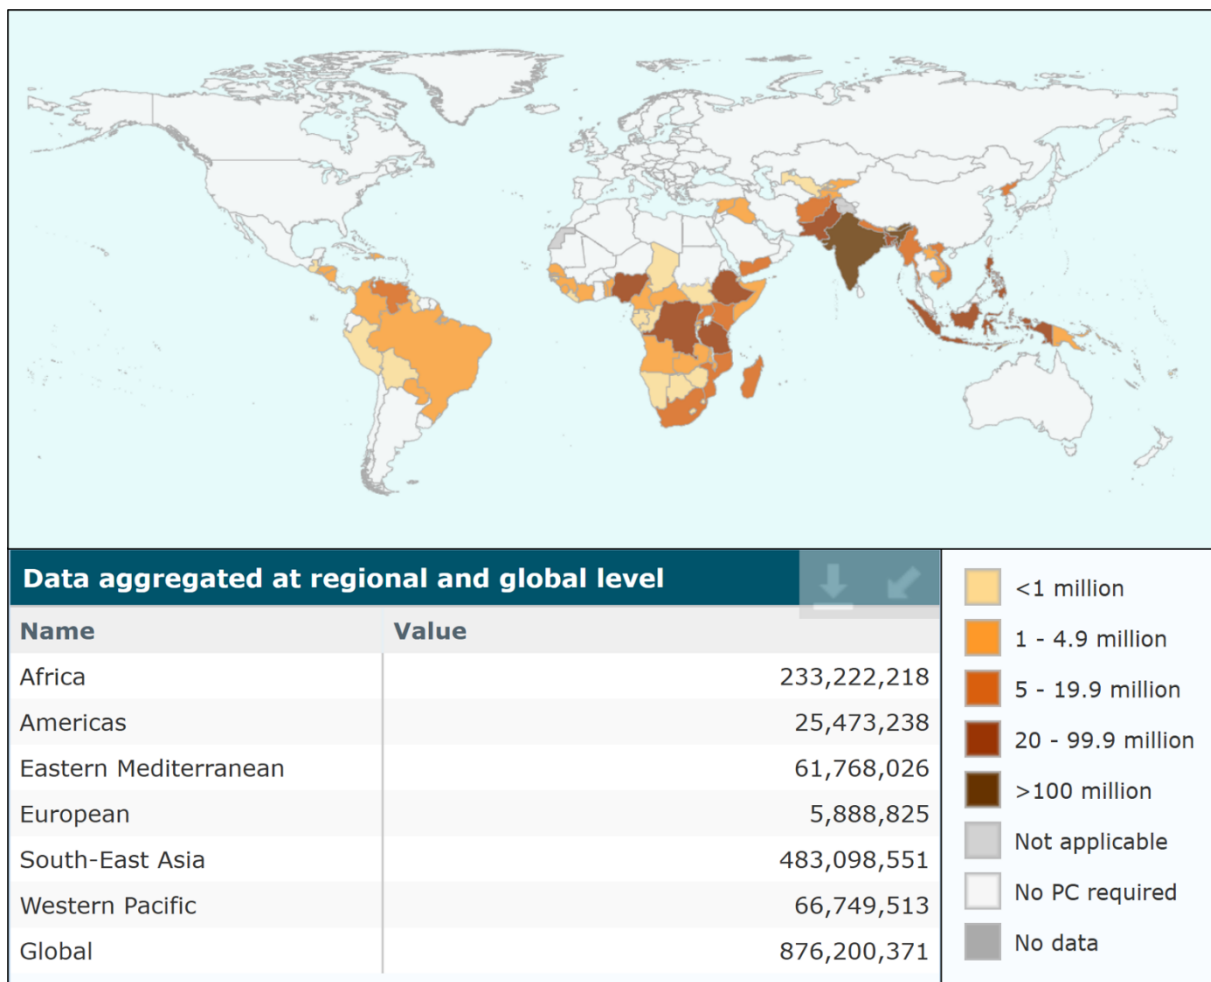 Data aggregated at regional and global level
Name Value
Africa 233,222,218
Americas 25,473,238
Eastern Mediterranean 61,768,026
European 5,888,825
South-East Asia 483,098,551
Western Pacific 66,749,513
Global 876,200,371
<1 million
1 - 4.9 million
5 - 19.9 million
20 - 99.9 million
>100 million
Not applicable
No PC required
No data